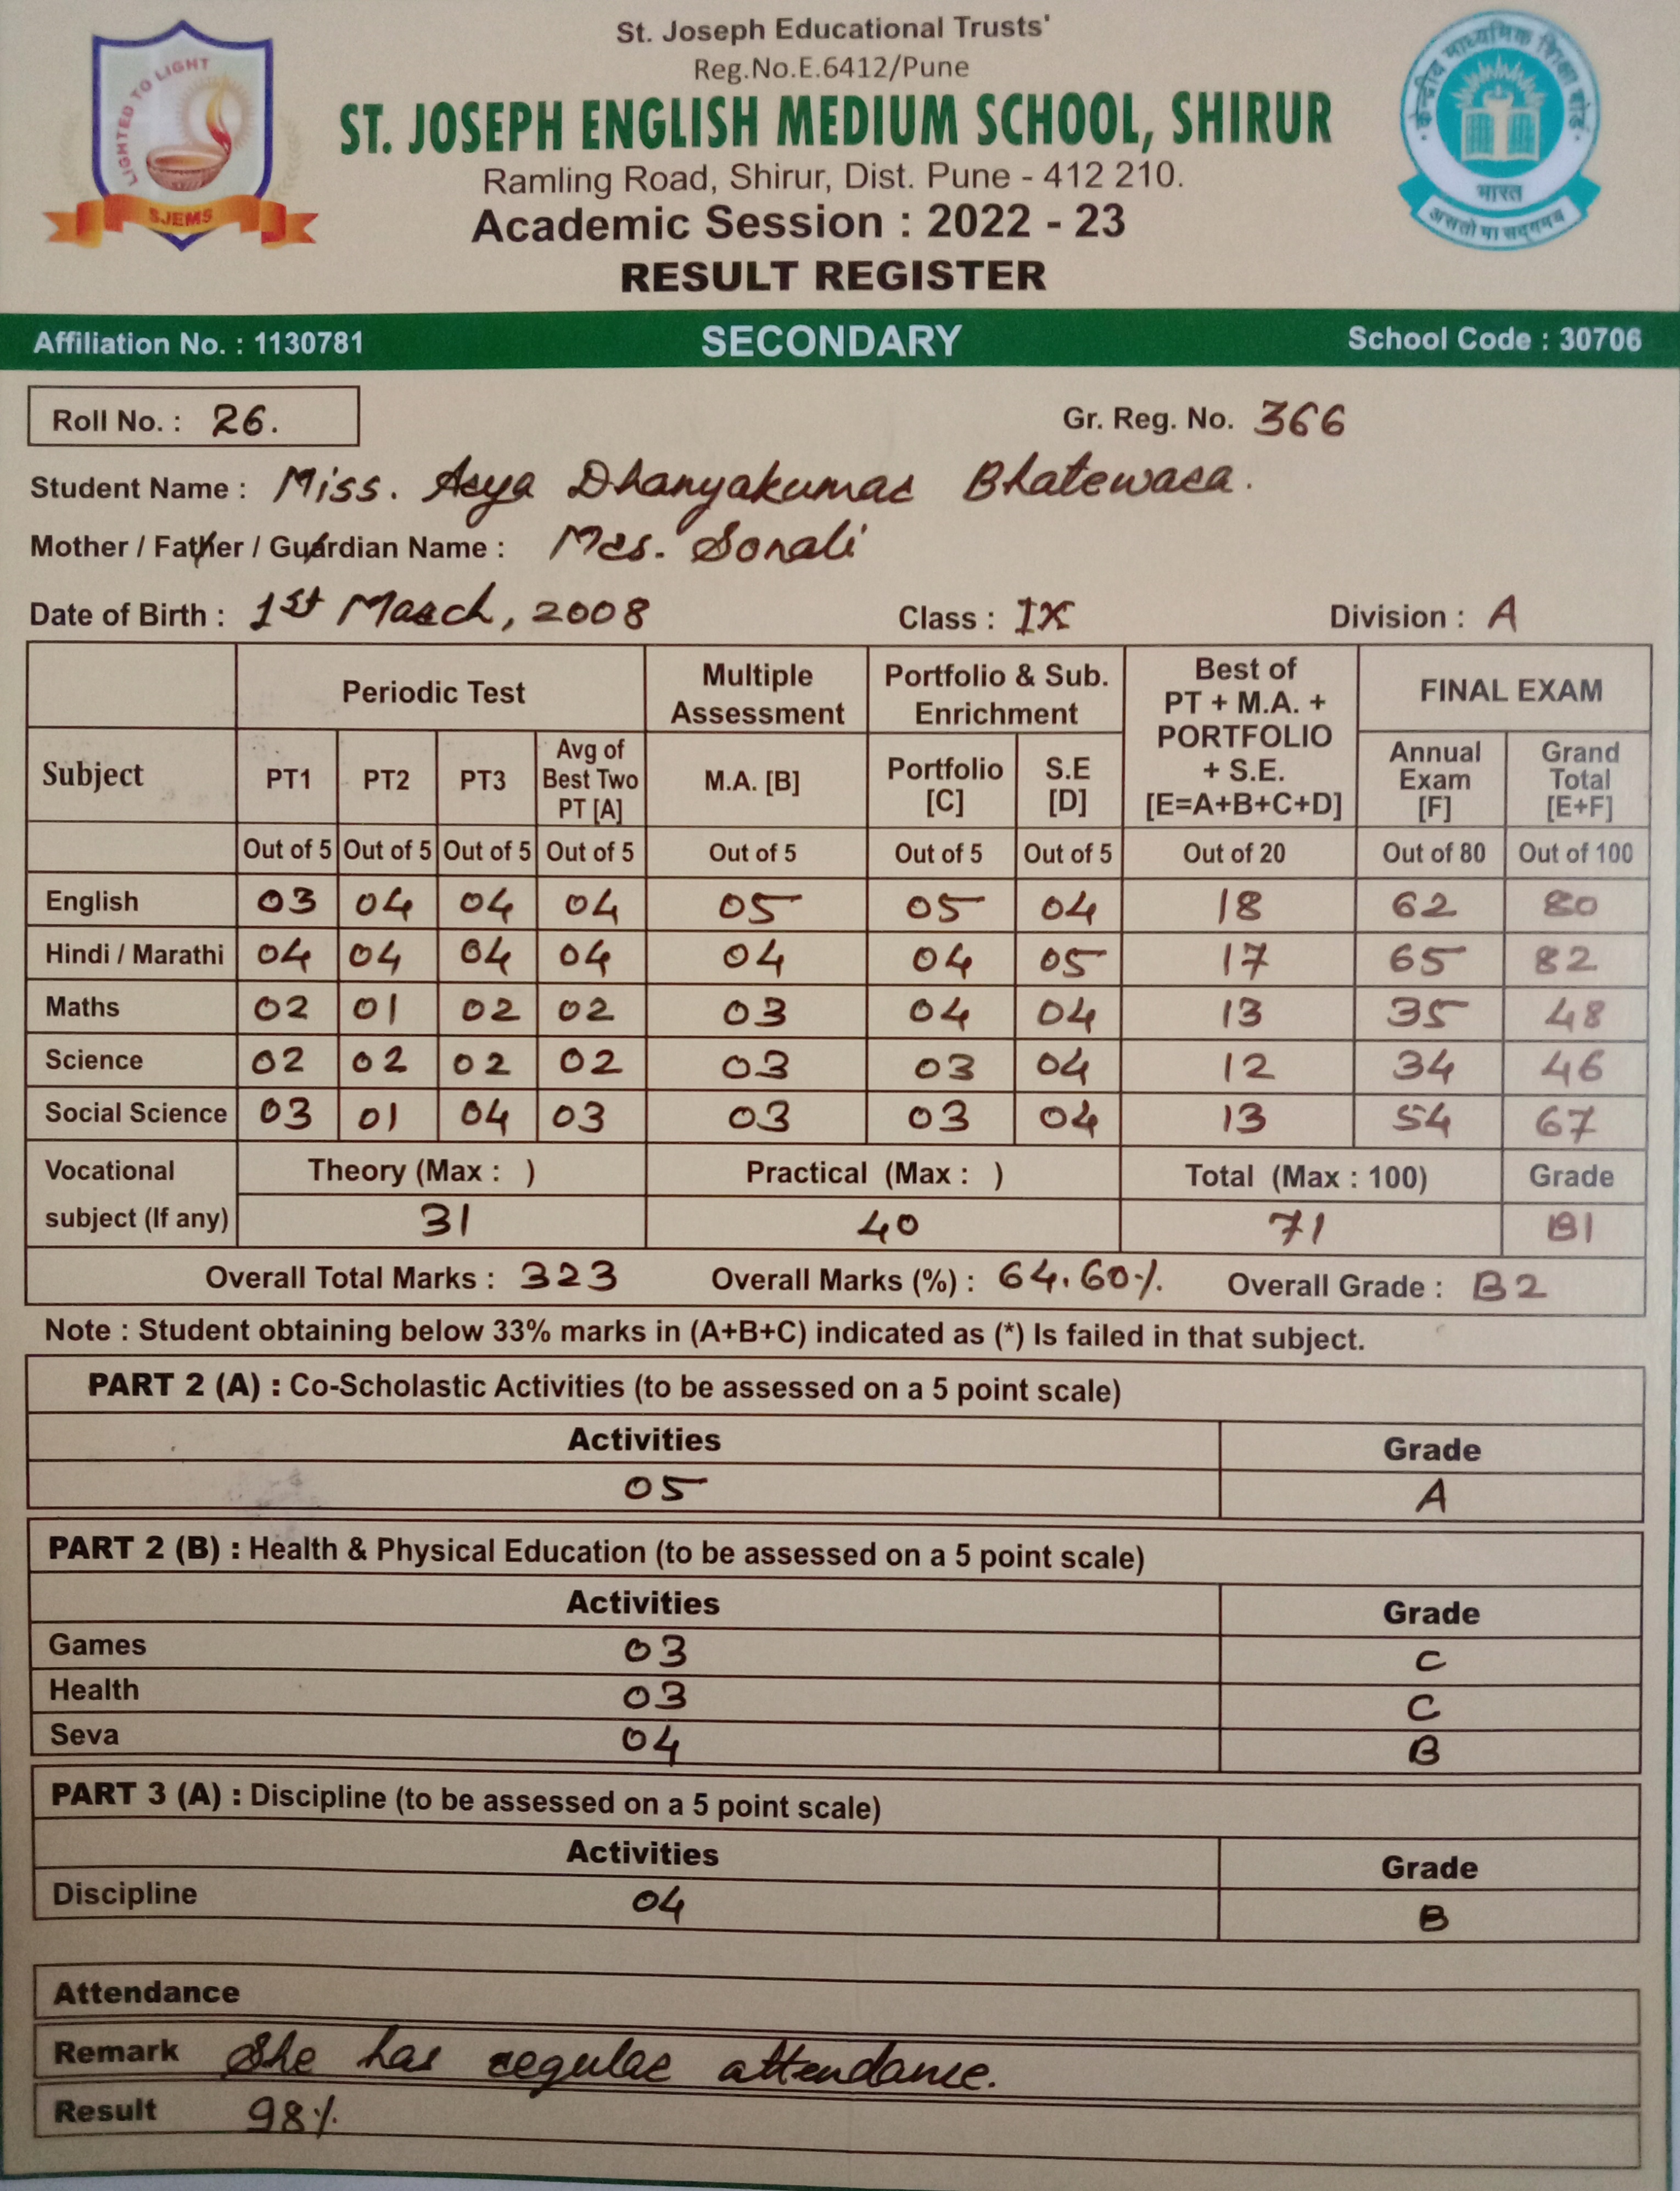 St. Joseph Educational Trusts'
Reg.No.E.6412/Pune
ST. JOSEPH ENGLISH MEDIUM SCHOOL, SHIRUR
Ramling Road, Shirur, Dist. Pune - 412 210.
Academic Session : 2022 - 23
RESULT REGISTER
LIGHTED TO LIGHT
SJEMS
केन्द्रीय माध्यमिक शिक्षा बोर्ड
भारत
असतो मा सद्गमय
Affiliation No. : 1130781 SECONDARY School Code : 30706
Roll No. : 26. Gr. Reg. No. 366
Student Name : Miss. Arya Dhanyakumar Bhatewara.
Mother / Father / Guardian Name : Mrs. Sonali
Date of Birth : 1st March, 2008 Class : IX Division : A
Subject Periodic Test Multiple Assessment Portfolio & Sub. Enrichment Best of PT + M.A. + PORTFOLIO + S.E. [E=A+B+C+D] FINAL EXAM
PT1 PT2 PT3 Avg of Best Two PT [A] M.A. [B] Portfolio [C] S.E [D] Annual Exam [F] Grand Total [E+F]
Out of 5 Out of 5 Out of 5 Out of 5 Out of 5 Out of 5 Out of 5 Out of 20 Out of 80 Out of 100
English 03 04 04 04 05 05 04 18 62 80
Hindi / Marathi 04 04 04 04 04 04 05 17 65 82
Maths 02 01 02 02 03 04 04 13 35 48
Science 02 02 02 02 03 03 04 12 34 46
Social Science 03 01 04 03 03 03 04 13 54 67
Vocational Theory (Max : ) Practical (Max : ) Total (Max : 100) Grade
subject (If any) 31 40 71 B1
Overall Total Marks : 323 Overall Marks (%) : 64.60% Overall Grade : B2
Note : Student obtaining below 33% marks in (A+B+C) indicated as (*) Is failed in that subject.
PART 2 (A) : Co-Scholastic Activities (to be assessed on a 5 point scale)
Activities Grade
05 A
PART 2 (B) : Health & Physical Education (to be assessed on a 5 point scale)
Activities Grade
Games 03 C
Health 03 C
Seva 04 B
PART 3 (A) : Discipline (to be assessed on a 5 point scale)
Activities Grade
Discipline 04 B
Attendance
Remark She has regular attendance.
Result 98%